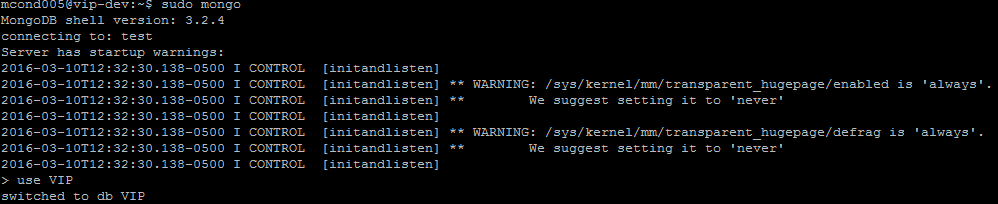 mcond005@vip-dev:~$ sudo mongo
MongoDB shell version: 3.2.4
connecting to: test
Server has startup warnings:
2016-03-10T12:32:30.138-0500 I CONTROL  [initandlisten]
2016-03-10T12:32:30.138-0500 I CONTROL  [initandlisten] ** WARNING: /sys/kernel/mm/transparent_hugepage/enabled is 'always'.
2016-03-10T12:32:30.138-0500 I CONTROL  [initandlisten] **        We suggest setting it to 'never'
2016-03-10T12:32:30.138-0500 I CONTROL  [initandlisten]
2016-03-10T12:32:30.138-0500 I CONTROL  [initandlisten] ** WARNING: /sys/kernel/mm/transparent_hugepage/defrag is 'always'.
2016-03-10T12:32:30.138-0500 I CONTROL  [initandlisten] **        We suggest setting it to 'never'
2016-03-10T12:32:30.138-0500 I CONTROL  [initandlisten]
> use VIP
switched to db VIP